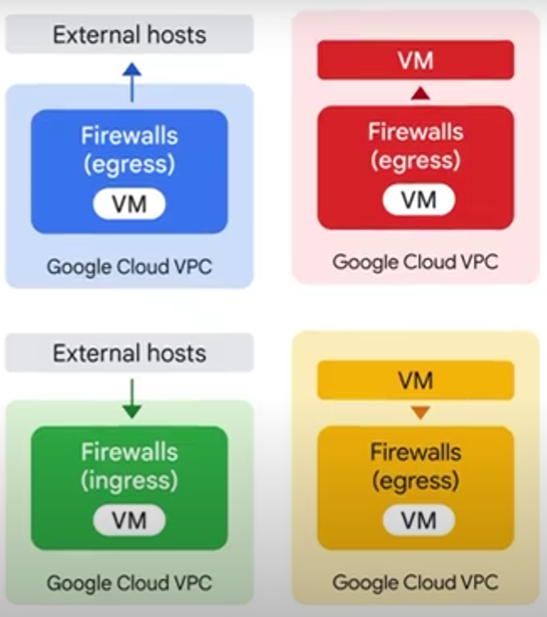 External hosts
Firewalls
(egress)
VM
Google Cloud VPC
VM
Firewalls
(egress)
VM
Google Cloud VPC
External hosts
Firewalls
(ingress)
VM
Google Cloud VPC
VM
Firewalls
(egress)
VM
Google Cloud VPC